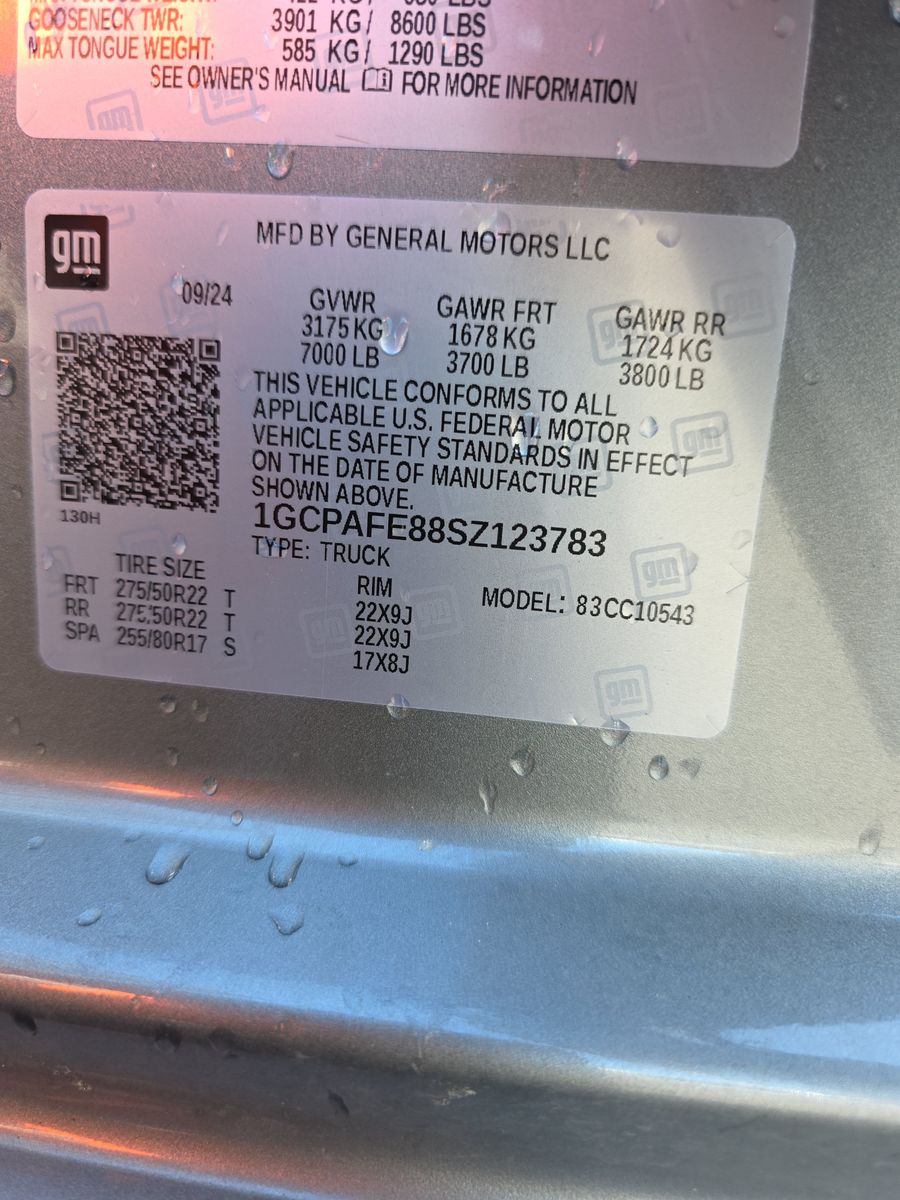 GOOSENECK TWR: 3901 KG/ 8600 LBS
MAX TONGUE WEIGHT: 585 KG/ 1290 LBS
SEE OWNER'S MANUAL FOR MORE INFORMATION
gm
MFD BY GENERAL MOTORS LLC
09/24
GVWR GAWR FRT GAWR RR
3175 KG 1678 KG 1724 KG
7000 LB 3700 LB 3800 LB
THIS VEHICLE CONFORMS TO ALL
APPLICABLE U.S. FEDERAL MOTOR
VEHICLE SAFETY STANDARDS IN EFFECT
ON THE DATE OF MANUFACTURE
SHOWN ABOVE.
130H
1GCPAFE88SZ123783
TYPE: TRUCK
TIRE SIZE RIM MODEL: 83CC10543
FRT 275/50R22 T 22X9J
RR 275/50R22 T 22X9J
SPA 255/80R17 S 17X8J